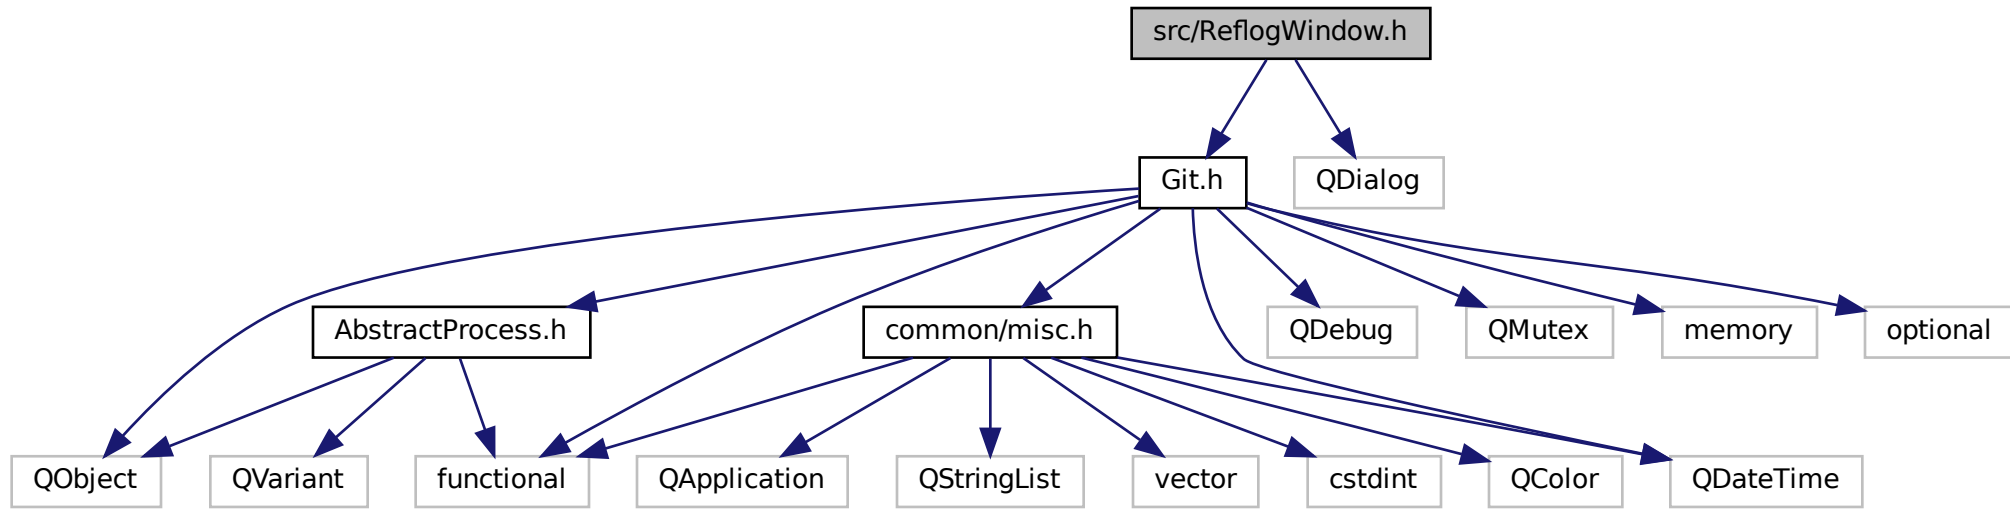 src/ReflogWindow.h
Git.h
QDialog
AbstractProcess.h
common/misc.h
QDebug
QMutex
memory
optional
QObject
QVariant
functional
QApplication
QStringList
vector
cstdint
QColor
QDateTime